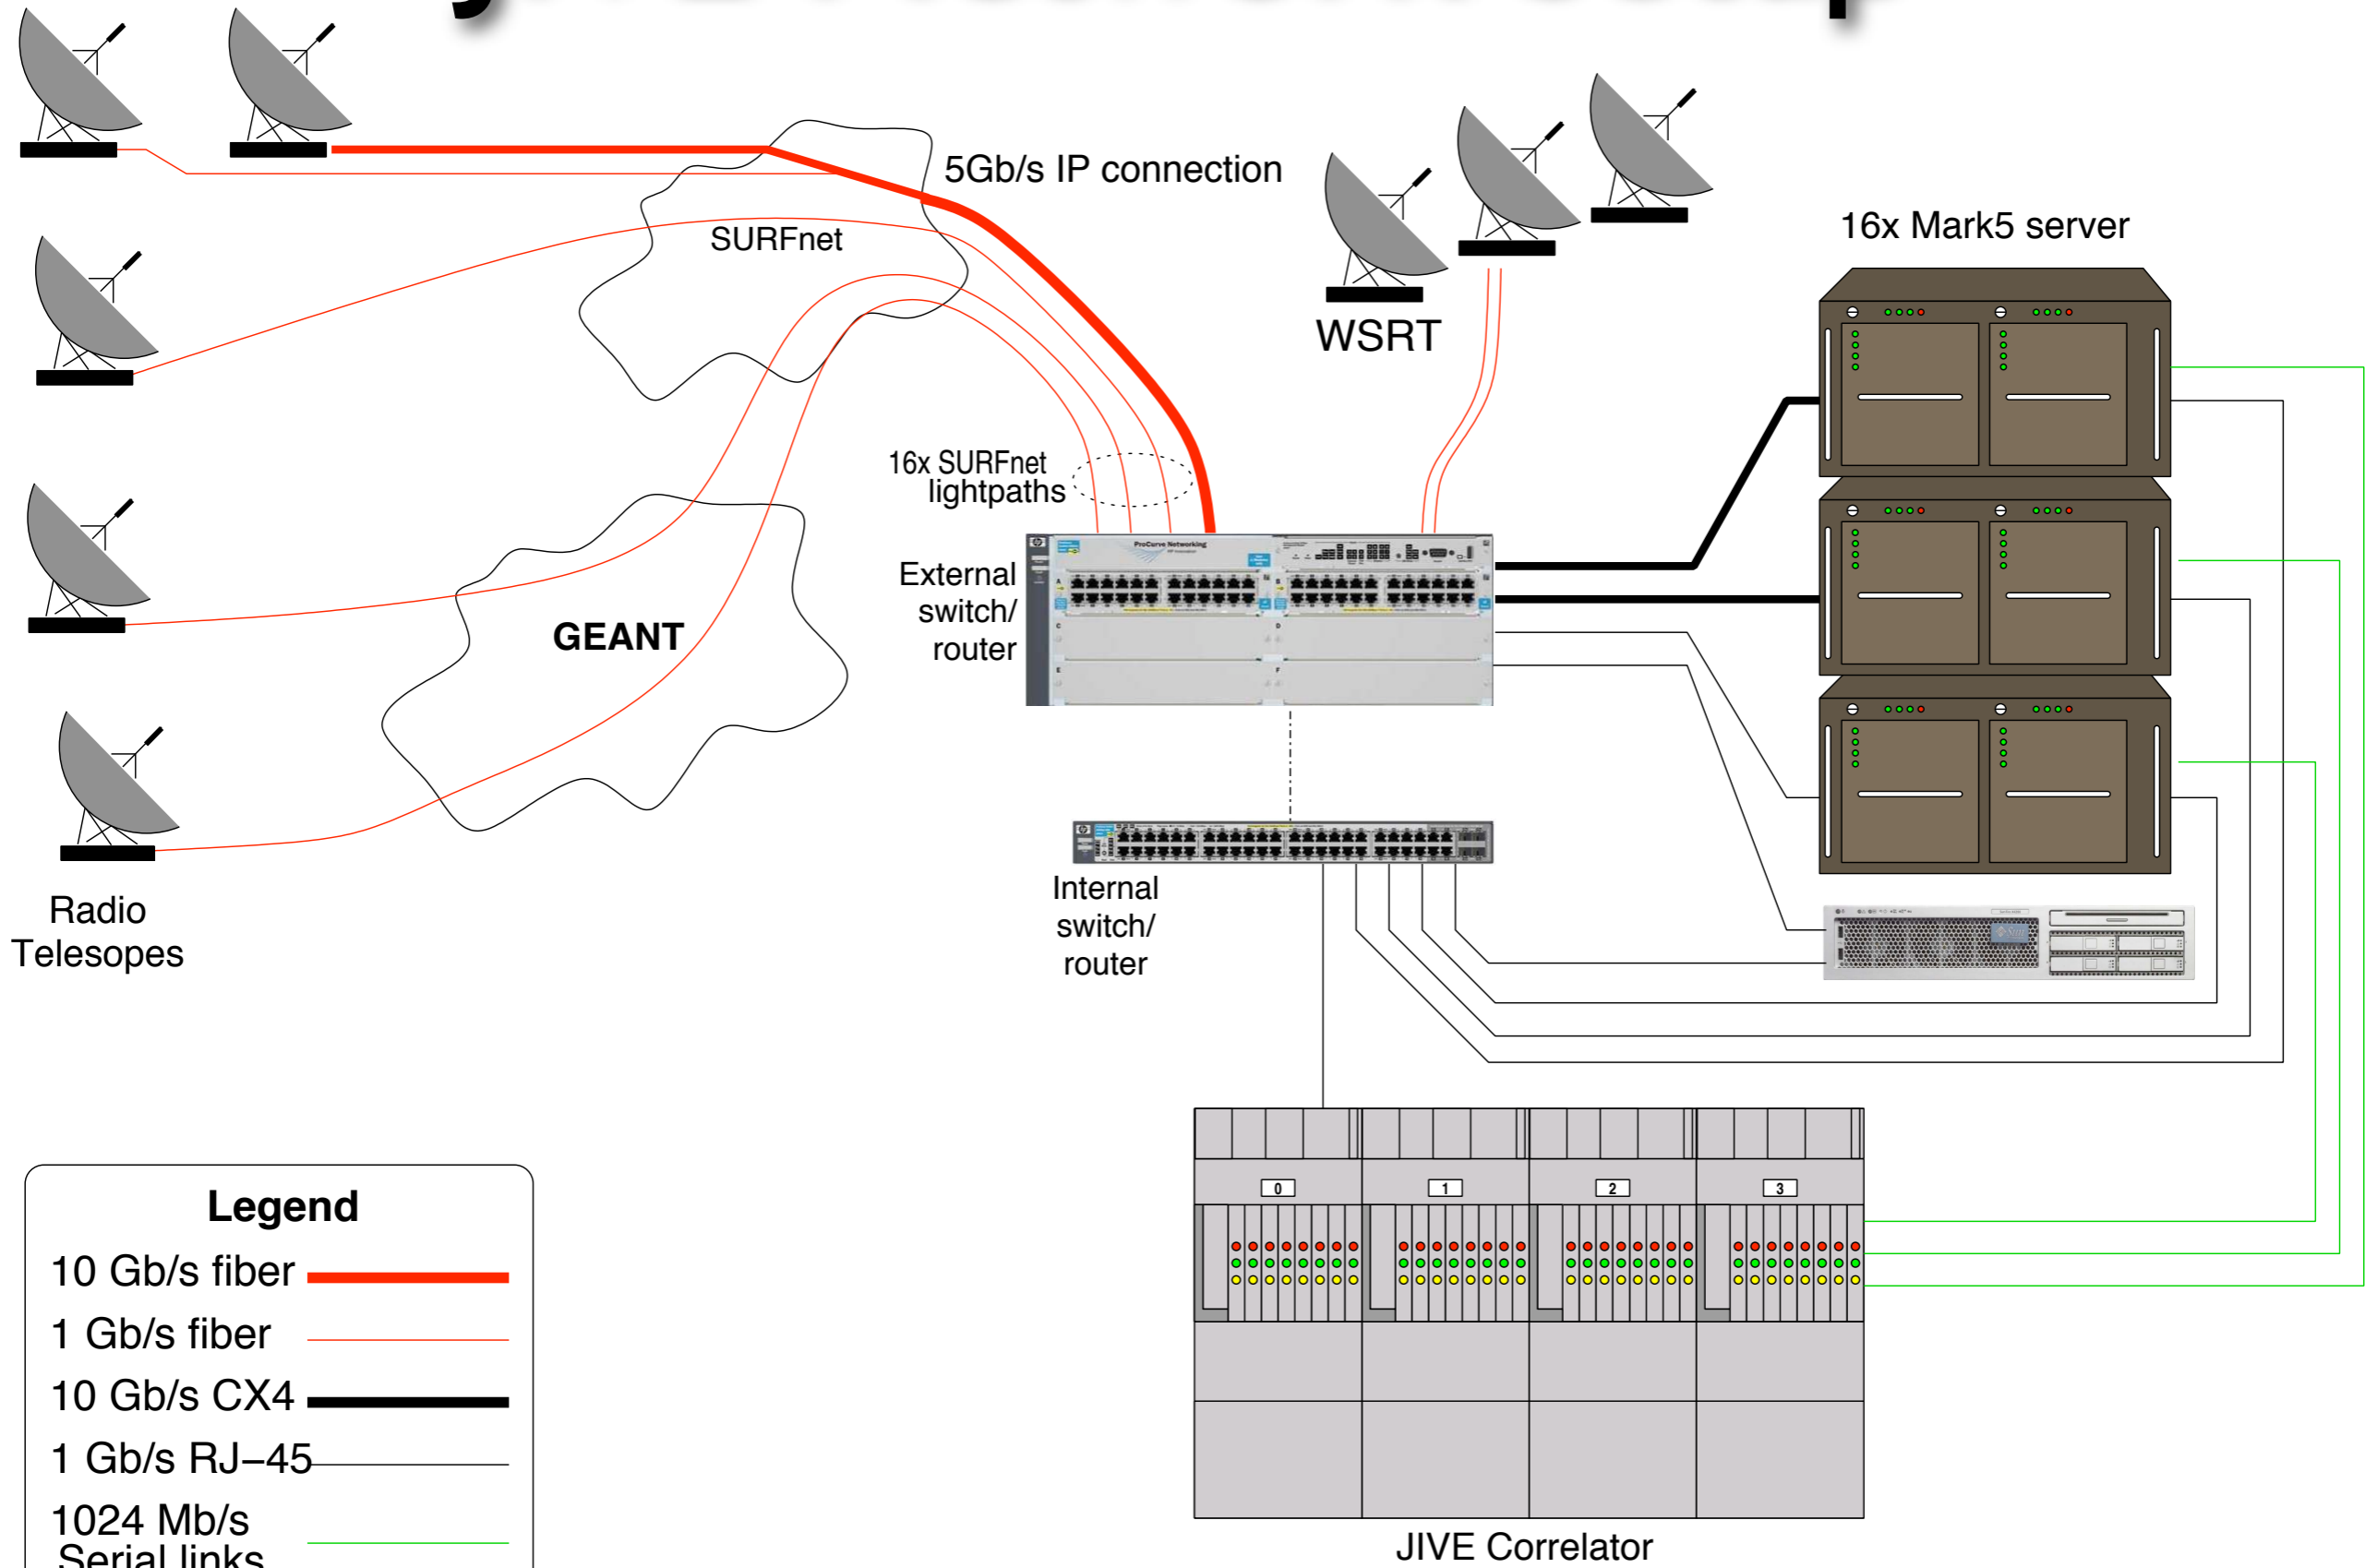 5Gb/s IP connection
SURFnet
WSRT
16x Mark5 server
16x SURFnet
lightpaths
ProCurve Networking
External
switch/
router
A
B
C
D
E
F
GEANT
Internal
switch/
router
Radio
Telesopes
0
1
2
3
JIVE Correlator
Legend
10 Gb/s fiber
1 Gb/s fiber
10 Gb/s CX4
1 Gb/s RJ–45
1024 Mb/s
Serial links